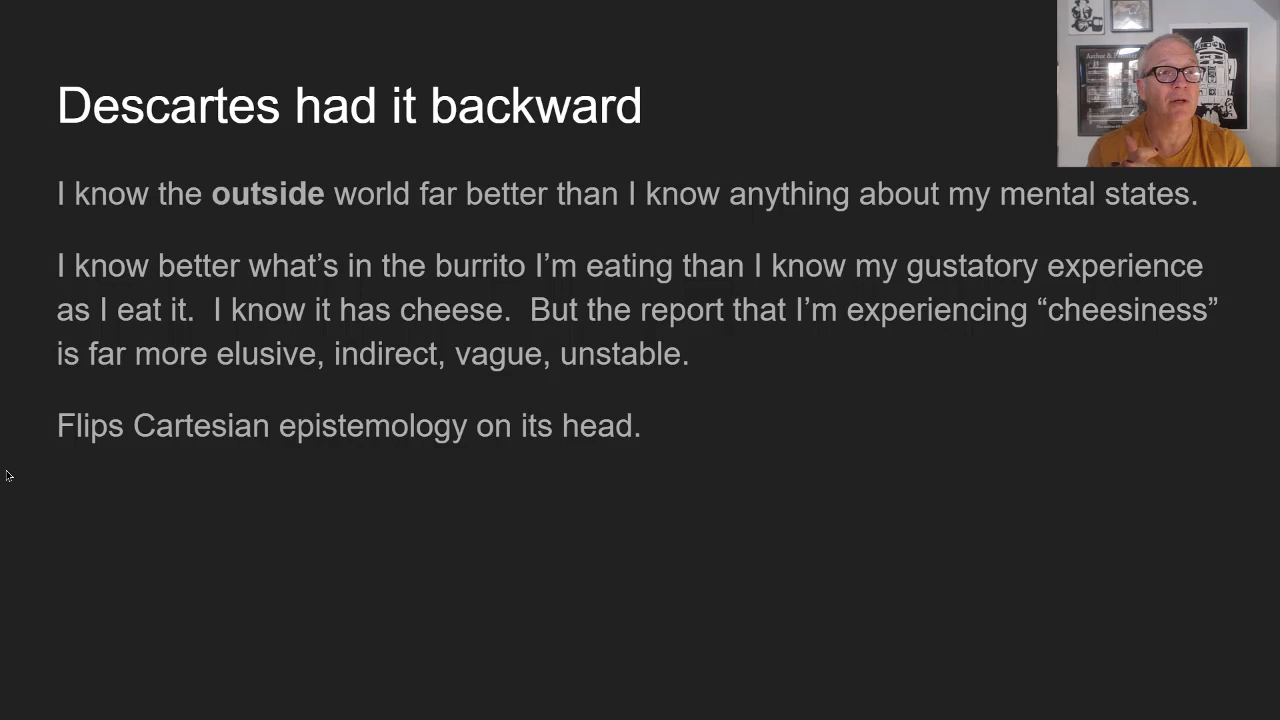 Descartes had it backward
I know the outside world far better than I know anything about my mental states.
I know better what’s in the burrito I’m eating than I know my gustatory experience
as I eat it.  I know it has cheese.  But the report that I’m experiencing “cheesiness”
is far more elusive, indirect, vague, unstable.
Flips Cartesian epistemology on its head.